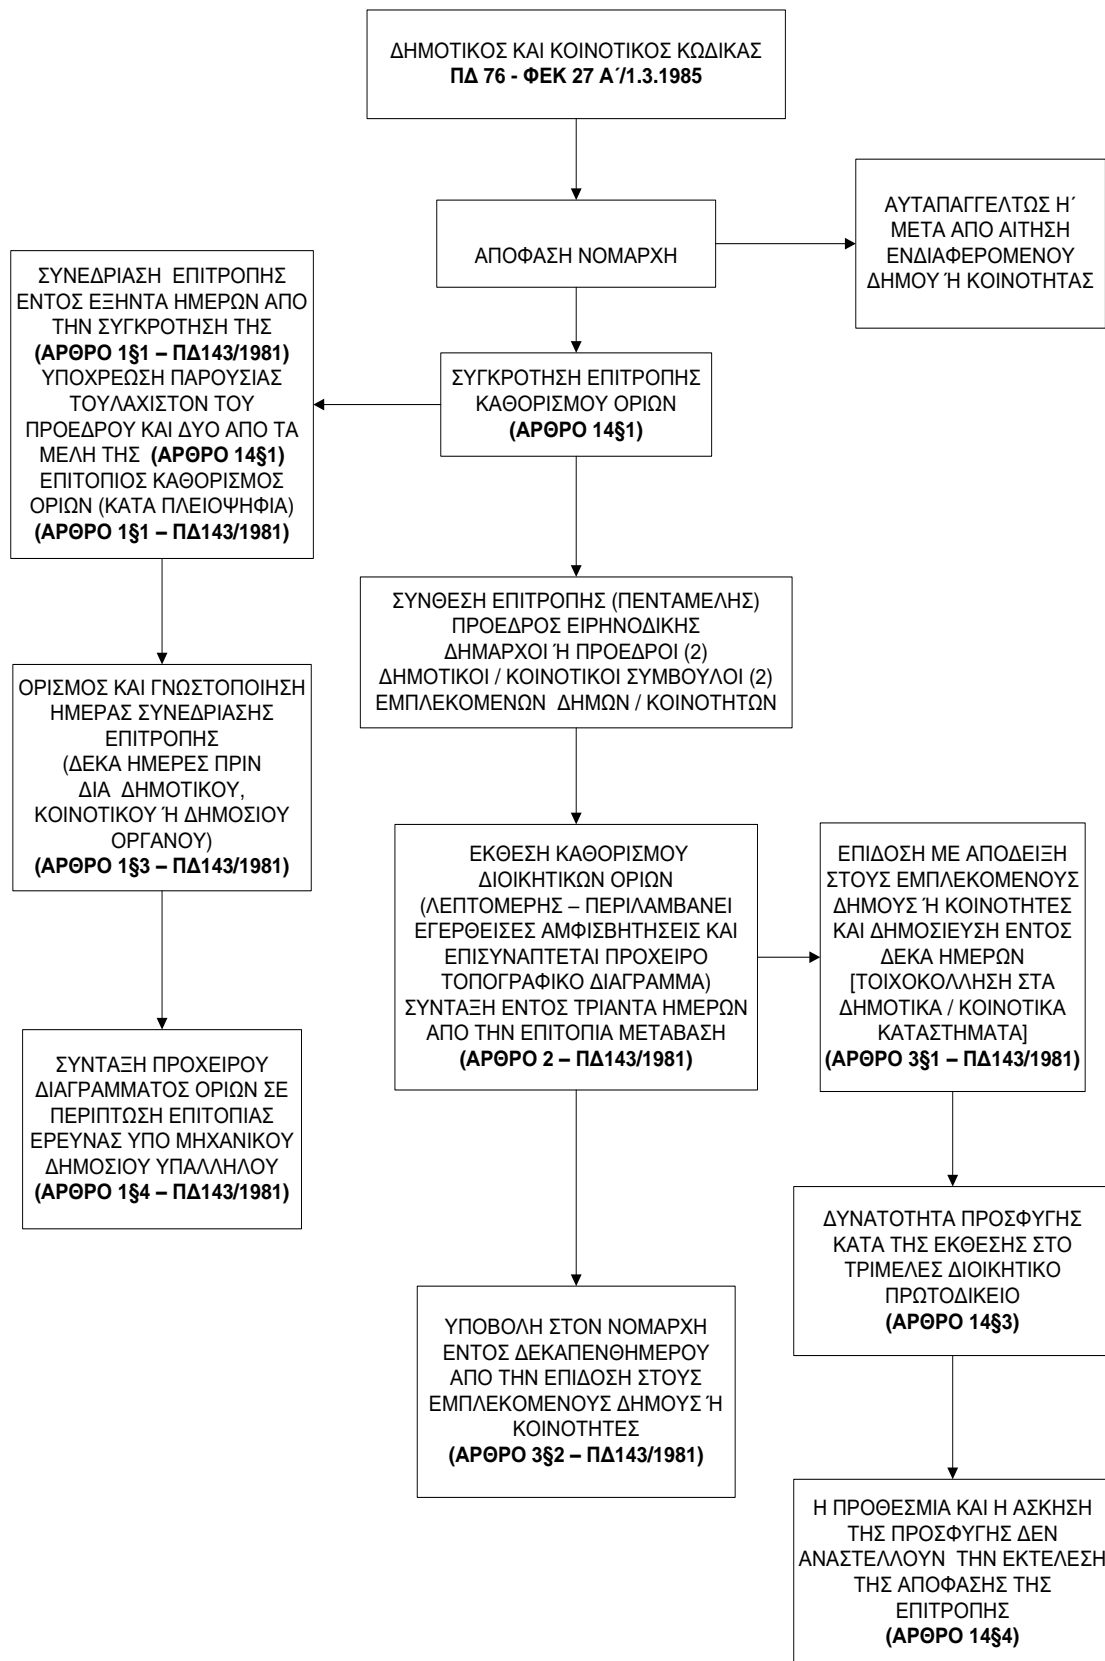 ΔΗΜΟΤΙΚΟΣ ΚΑΙ ΚΟΙΝΟΤΙΚΟΣ ΚΩΔΙΚΑΣ
ΠΔ 76 - ΦΕΚ 27 Α΄/1.3.1985
ΑΠΟΦΑΣΗ ΝΟΜΑΡΧΗ
ΑΥΤΑΠΑΓΓΕΛΤΩΣ Η΄
ΜΕΤΑ ΑΠΟ ΑΙΤΗΣΗ
ΕΝΔΙΑΦΕΡΟΜΕΝΟΥ
ΔΗΜΟΥ Ή ΚΟΙΝΟΤΗΤΑΣ
ΣΥΓΚΡΟΤΗΣΗ ΕΠΙΤΡΟΠΗΣ
ΚΑΘΟΡΙΣΜΟΥ ΟΡΙΩΝ
(ΑΡΘΡΟ 14§1)
ΣΥΝΕΔΡΙΑΣΗ ΕΠΙΤΡΟΠΗΣ
ΕΝΤΟΣ ΕΞΗΝΤΑ ΗΜΕΡΩΝ ΑΠΟ
ΤΗΝ ΣΥΓΚΡΟΤΗΣΗ ΤΗΣ
(ΑΡΘΡΟ 1§1 – ΠΔ143/1981)
ΥΠΟΧΡΕΩΣΗ ΠΑΡΟΥΣΙΑΣ
ΤΟΥΛΑΧΙΣΤΟΝ ΤΟΥ
ΠΡΟΕΔΡΟΥ ΚΑΙ ΔΥΟ ΑΠΟ ΤΑ
ΜΕΛΗ ΤΗΣ (ΑΡΘΡΟ 14§1)
ΕΠΙΤΟΠΙΟΣ ΚΑΘΟΡΙΣΜΟΣ
ΟΡΙΩΝ (ΚΑΤΑ ΠΛΕΙΟΨΗΦΙΑ)
(ΑΡΘΡΟ 1§1 – ΠΔ143/1981)
ΣΥΝΘΕΣΗ ΕΠΙΤΡΟΠΗΣ (ΠΕΝΤΑΜΕΛΗΣ)
ΠΡΟΕΔΡΟΣ ΕΙΡΗΝΟΔΙΚΗΣ
ΔΗΜΑΡΧΟΙ Ή ΠΡΟΕΔΡΟΙ (2)
ΔΗΜΟΤΙΚΟΙ / ΚΟΙΝΟΤΙΚΟΙ ΣΥΜΒΟΥΛΟΙ (2)
ΕΜΠΛΕΚΟΜΕΝΩΝ ΔΗΜΩΝ / ΚΟΙΝΟΤΗΤΩΝ
ΟΡΙΣΜΟΣ ΚΑΙ ΓΝΩΣΤΟΠΟΙΗΣΗ
ΗΜΕΡΑΣ ΣΥΝΕΔΡΙΑΣΗΣ
ΕΠΙΤΡΟΠΗΣ
(ΔΕΚΑ ΗΜΕΡΕΣ ΠΡΙΝ
ΔΙΑ ΔΗΜΟΤΙΚΟΥ,
ΚΟΙΝΟΤΙΚΟΥ Ή ΔΗΜΟΣΙΟΥ
ΟΡΓΑΝΟΥ)
(ΑΡΘΡΟ 1§3 – ΠΔ143/1981)
ΕΚΘΕΣΗ ΚΑΘΟΡΙΣΜΟΥ
ΔΙΟΙΚΗΤΙΚΩΝ ΟΡΙΩΝ
(ΛΕΠΤΟΜΕΡΗΣ – ΠΕΡΙΛΑΜΒΑΝΕΙ
ΕΓΕΡΘΕΙΣΕΣ ΑΜΦΙΣΒΗΤΗΣΕΙΣ ΚΑΙ
ΕΠΙΣΥΝΑΠΤΕΤΑΙ ΠΡΟΧΕΙΡΟ
ΤΟΠΟΓΡΑΦΙΚΟ ΔΙΑΓΡΑΜΜΑ)
ΣΥΝΤΑΞΗ ΕΝΤΟΣ ΤΡΙΑΝΤΑ ΗΜΕΡΩΝ
ΑΠΟ ΤΗΝ ΕΠΙΤΟΠΙΑ ΜΕΤΑΒΑΣΗ
(ΑΡΘΡΟ 2 – ΠΔ143/1981)
ΕΠΙΔΟΣΗ ΜΕ ΑΠΟΔΕΙΞΗ
ΣΤΟΥΣ ΕΜΠΛΕΚΟΜΕΝΟΥΣ
ΔΗΜΟΥΣ Ή ΚΟΙΝΟΤΗΤΕΣ
ΚΑΙ ΔΗΜΟΣΙΕΥΣΗ ΕΝΤΟΣ
ΔΕΚΑ ΗΜΕΡΩΝ
[ΤΟΙΧΟΚΟΛΛΗΣΗ ΣΤΑ
ΔΗΜΟΤΙΚΑ / ΚΟΙΝΟΤΙΚΑ
ΚΑΤΑΣΤΗΜΑΤΑ]
(ΑΡΘΡΟ 3§1 – ΠΔ143/1981)
ΣΥΝΤΑΞΗ ΠΡΟΧΕΙΡΟΥ
ΔΙΑΓΡΑΜΜΑΤΟΣ ΟΡΙΩΝ ΣΕ
ΠΕΡΙΠΤΩΣΗ ΕΠΙΤΟΠΙΑΣ
ΕΡΕΥΝΑΣ ΥΠΟ ΜΗΧΑΝΙΚΟΥ
ΔΗΜΟΣΙΟΥ ΥΠΑΛΛΗΛΟΥ
(ΑΡΘΡΟ 1§4 – ΠΔ143/1981)
ΔΥΝΑΤΟΤΗΤΑ ΠΡΟΣΦΥΓΗΣ
ΚΑΤΑ ΤΗΣ ΕΚΘΕΣΗΣ ΣΤΟ
ΤΡΙΜΕΛΕΣ ΔΙΟΙΚΗΤΙΚΟ
ΠΡΩΤΟΔΙΚΕΙΟ
(ΑΡΘΡΟ 14§3)
ΥΠΟΒΟΛΗ ΣΤΟΝ ΝΟΜΑΡΧΗ
ΕΝΤΟΣ ΔΕΚΑΠΕΝΘΗΜΕΡΟΥ
ΑΠΟ ΤΗΝ ΕΠΙΔΟΣΗ ΣΤΟΥΣ
ΕΜΠΛΕΚΟΜΕΝΟΥΣ ΔΗΜΟΥΣ Ή
ΚΟΙΝΟΤΗΤΕΣ
(ΑΡΘΡΟ 3§2 – ΠΔ143/1981)
Η ΠΡΟΘΕΣΜΙΑ ΚΑΙ Η ΑΣΚΗΣΗ
ΤΗΣ ΠΡΟΣΦΥΓΗΣ ΔΕΝ
ΑΝΑΣΤΕΛΛΟΥΝ ΤΗΝ ΕΚΤΕΛΕΣΗ
ΤΗΣ ΑΠΟΦΑΣΗΣ ΤΗΣ
ΕΠΙΤΡΟΠΗΣ
(ΑΡΘΡΟ 14§4)